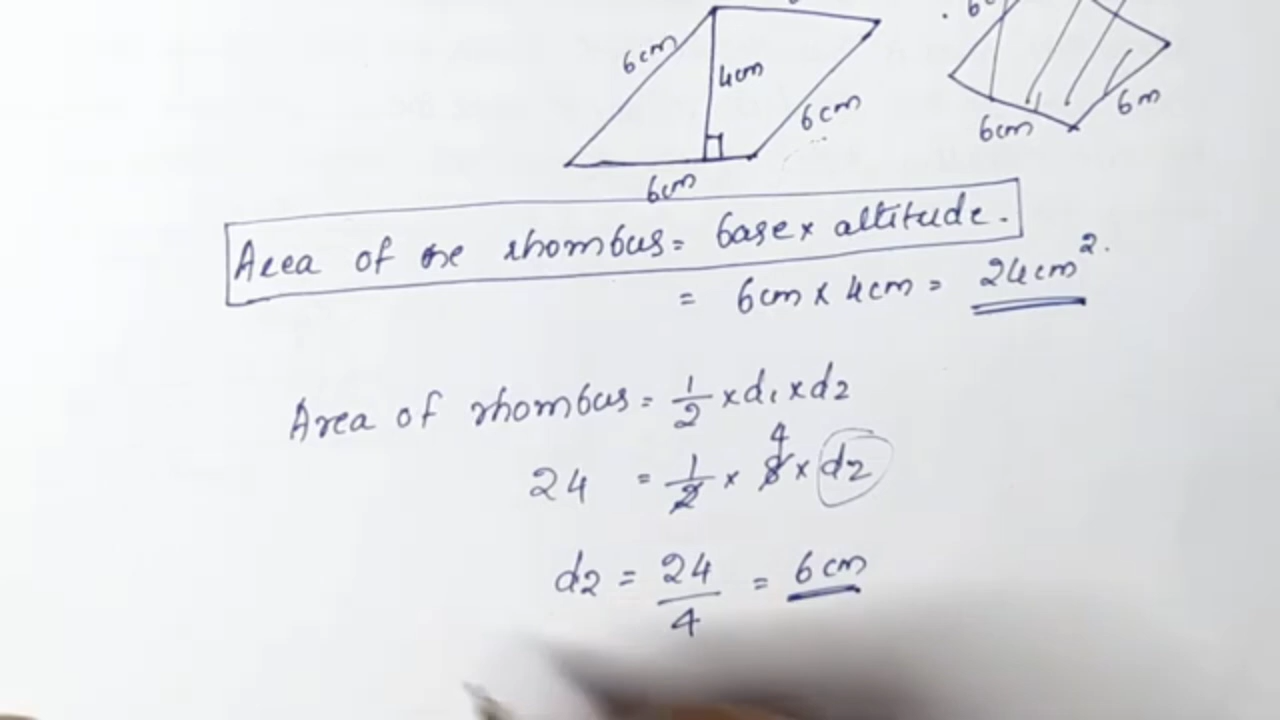 6cm
4cm
6cm
6cm
6cm
6m
Area of the rhombus = base x altitude.
= 6cm x 4cm = 24cm².
Area of rhombus = 1/2 x d1 x d2
24 = 1/2 x 8 4 x d2
d2 = 24/4 = 6cm